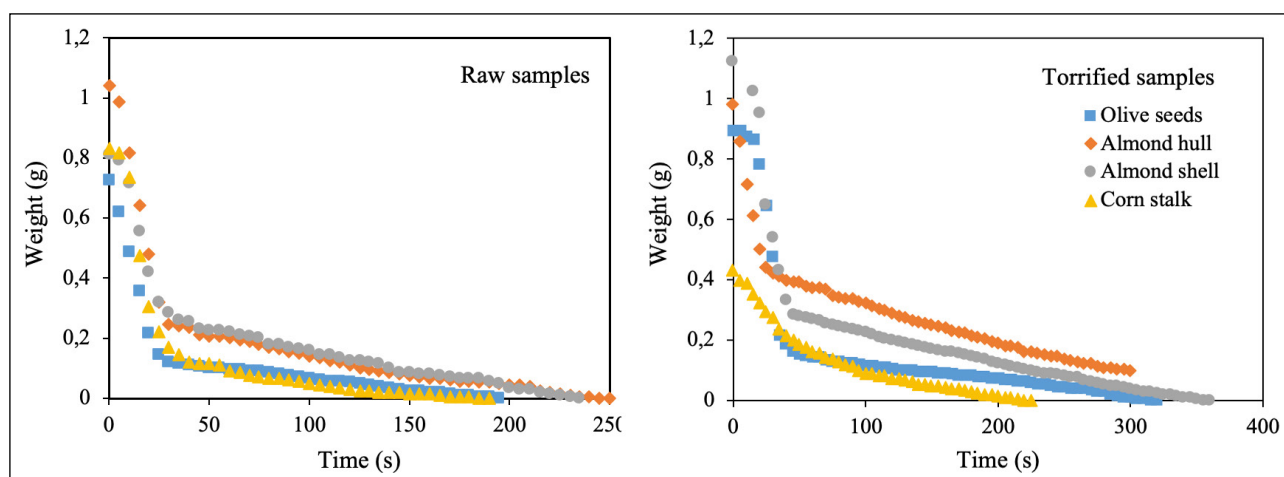 1,2
1
0,8
0,6
0,4
0,2
0
Weight (g)
Raw samples
0
50
100
150
200
250
Time (s)
1,2
1
0,8
0,6
0,4
0,2
0
Weight (g)
Torrified samples
Olive seeds
Almond hull
Almond shell
Corn stalk
0
100
200
300
400
Time (s)